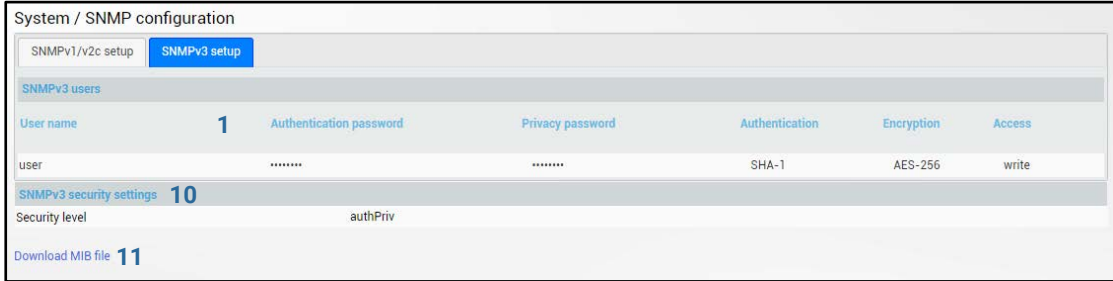 System / SNMP configuration
SNMPv1/v2c setup SNMPv3 setup
SNMPv3 users
User name 1 Authentication password Privacy password Authentication Encryption Access
user •••••••• •••••••• SHA-1 AES-256 write
SNMPv3 security settings 10
Security level authPriv
Download MIB file 11